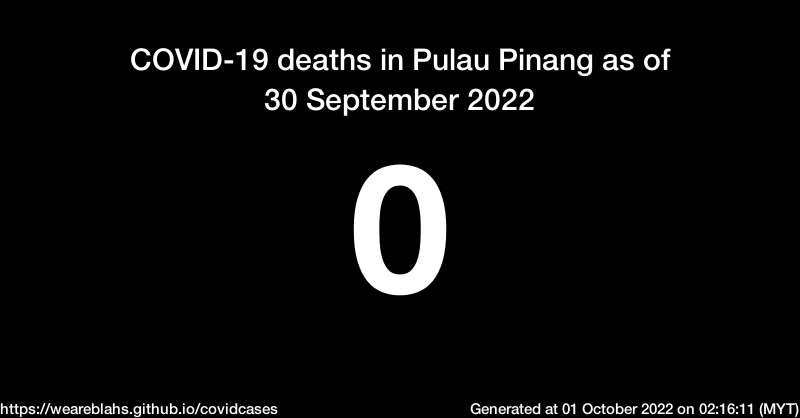 COVID-19 deaths in Pulau Pinang as of
30 September 2022
0
https://weareblahs.github.io/covidcases
Generated at 01 October 2022 on 02:16:11 (MYT)